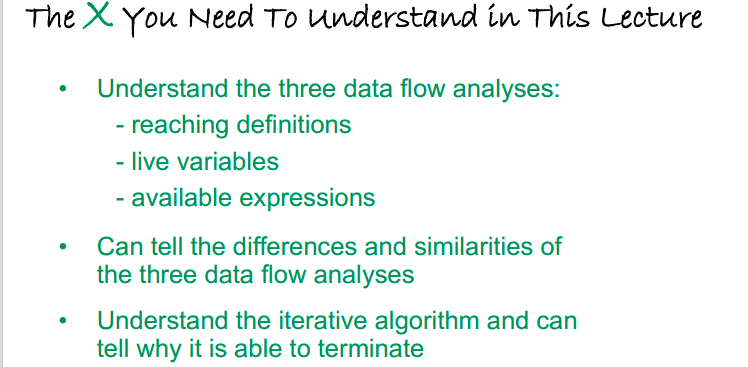 The X You Need To Understand in This Lecture
• Understand the three data flow analyses:
- reaching definitions
- live variables
- available expressions
• Can tell the differences and similarities of
the three data flow analyses
• Understand the iterative algorithm and can
tell why it is able to terminate